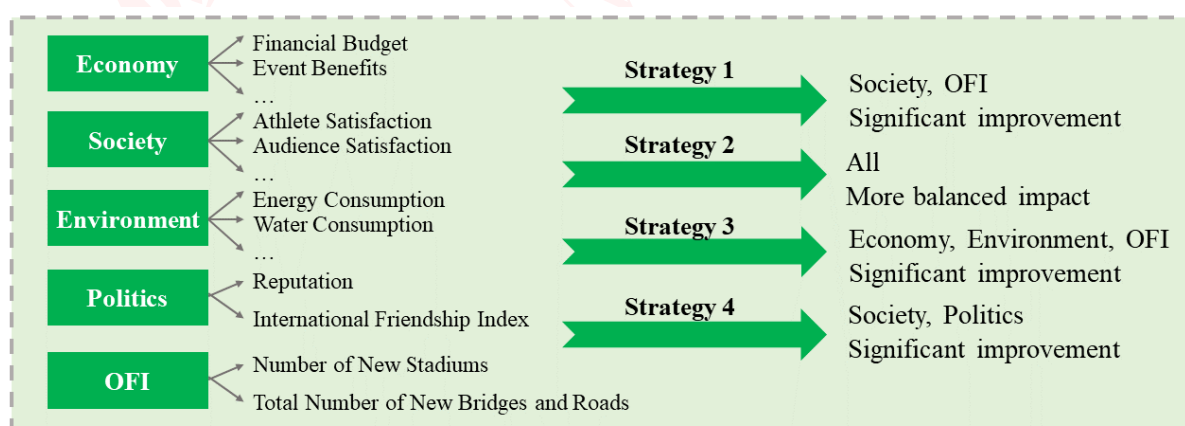 Economy
Financial Budget
Event Benefits
…
Society
Athlete Satisfaction
Audience Satisfaction
…
Environment
Energy Consumption
Water Consumption
…
Politics
Reputation
International Friendship Index
OFI
Number of New Stadiums
Total Number of New Bridges and Roads
Strategy 1
Society, OFI
Significant improvement
Strategy 2
All
More balanced impact
Strategy 3
Economy, Environment, OFI
Significant improvement
Strategy 4
Society, Politics
Significant improvement